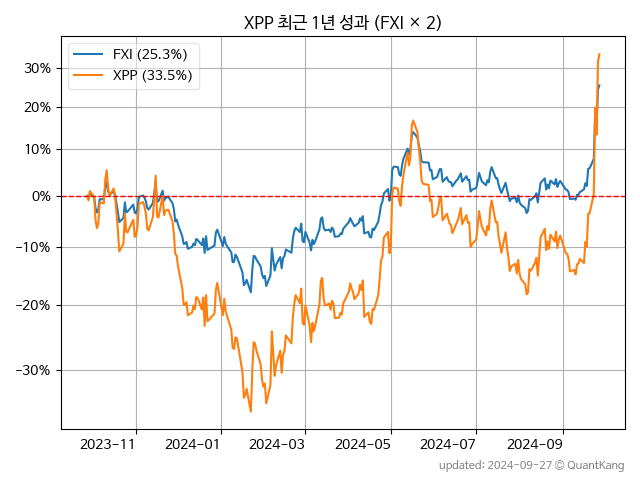 XPP 최근 1년 성과 (FXI × 2)
FXI (25.3%)
XPP (33.5%)
30%
20%
10%
0%
−10%
−20%
−30%
2023-11 2024-01 2024-03 2024-05 2024-07 2024-09
updated: 2024-09-27 © QuantKang